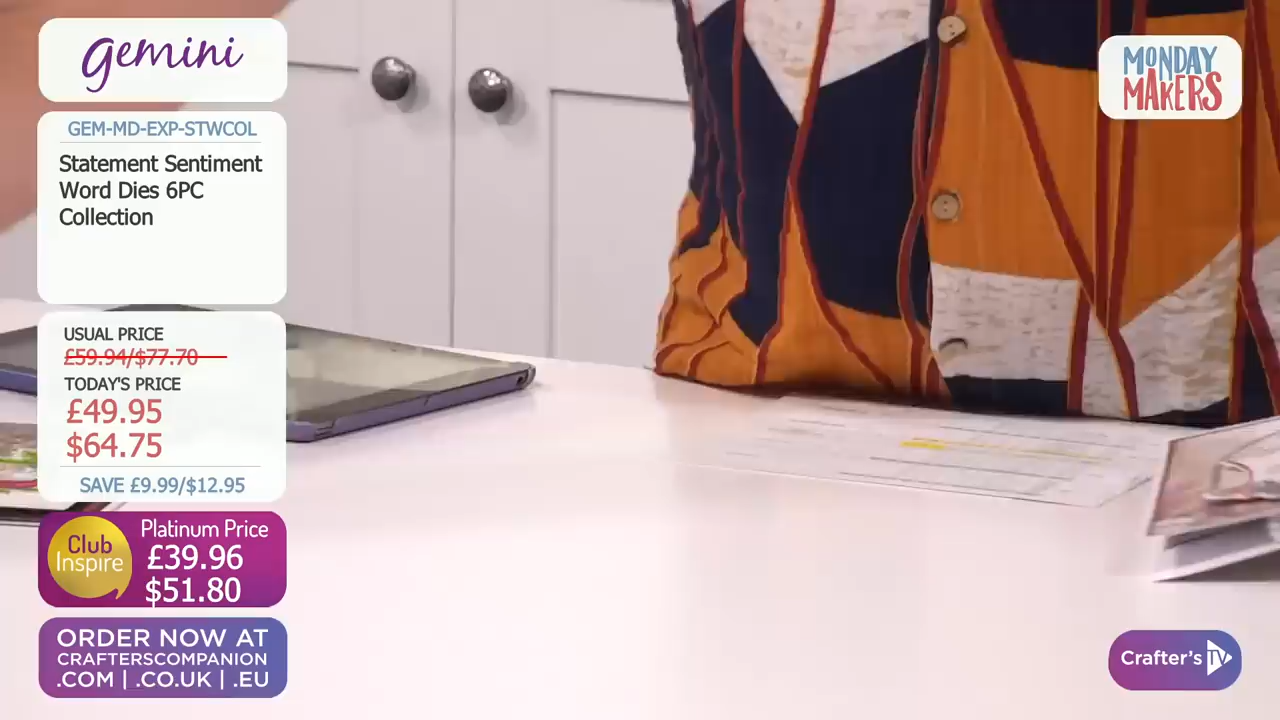 gemini
GEM-MD-EXP-STWCOL
Statement Sentiment
Word Dies 6PC
Collection
USUAL PRICE
£59.94/$77.70
TODAY'S PRICE
£49.95
$64.75
SAVE £9.99/$12.95
Club
Inspire
Platinum Price
£39.96
$51.80
ORDER NOW AT
CRAFTERSCOMPANION
.COM | .CO.UK | .EU
MONDAY
MAKERS
Crafter's TV